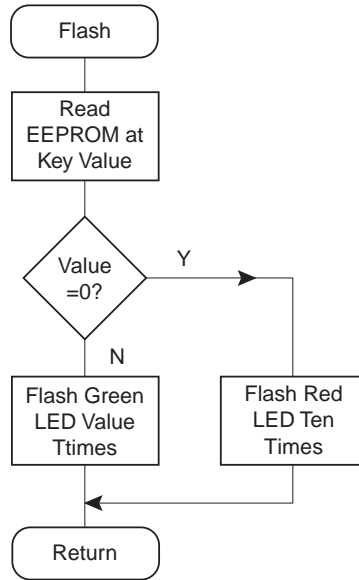 Flash
Read
EEPROM at
Key Value
Value
=0?
Y
N
Flash Green
LED Value
Ttimes
Flash Red
LED Ten
Times
Return